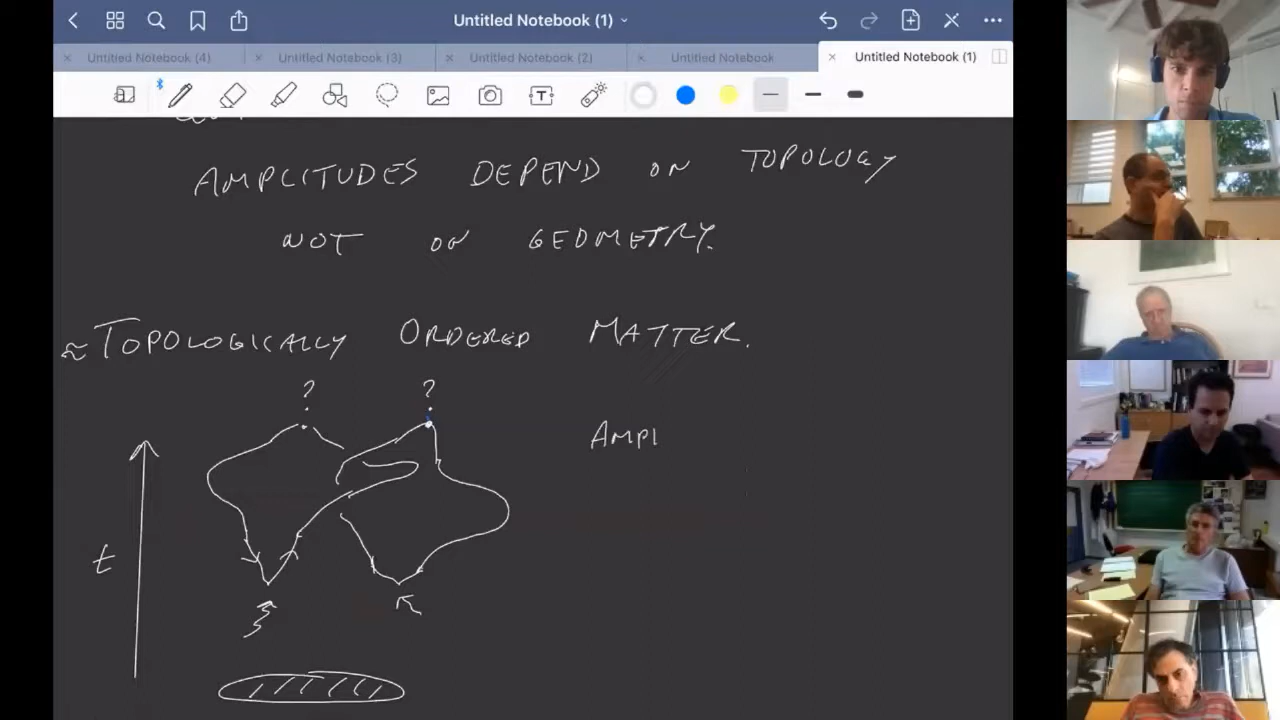 Untitled Notebook (1)
Untitled Notebook (4)
Untitled Notebook (3)
Untitled Notebook (2)
Untitled Notebook
Untitled Notebook (1)
AMPLITUDES DEPEND ON TOPOLOGY
NOT ON GEOMETRY.
≈ TOPOLOGICALLY ORDERED MATTER.
? ?
AMPL
t